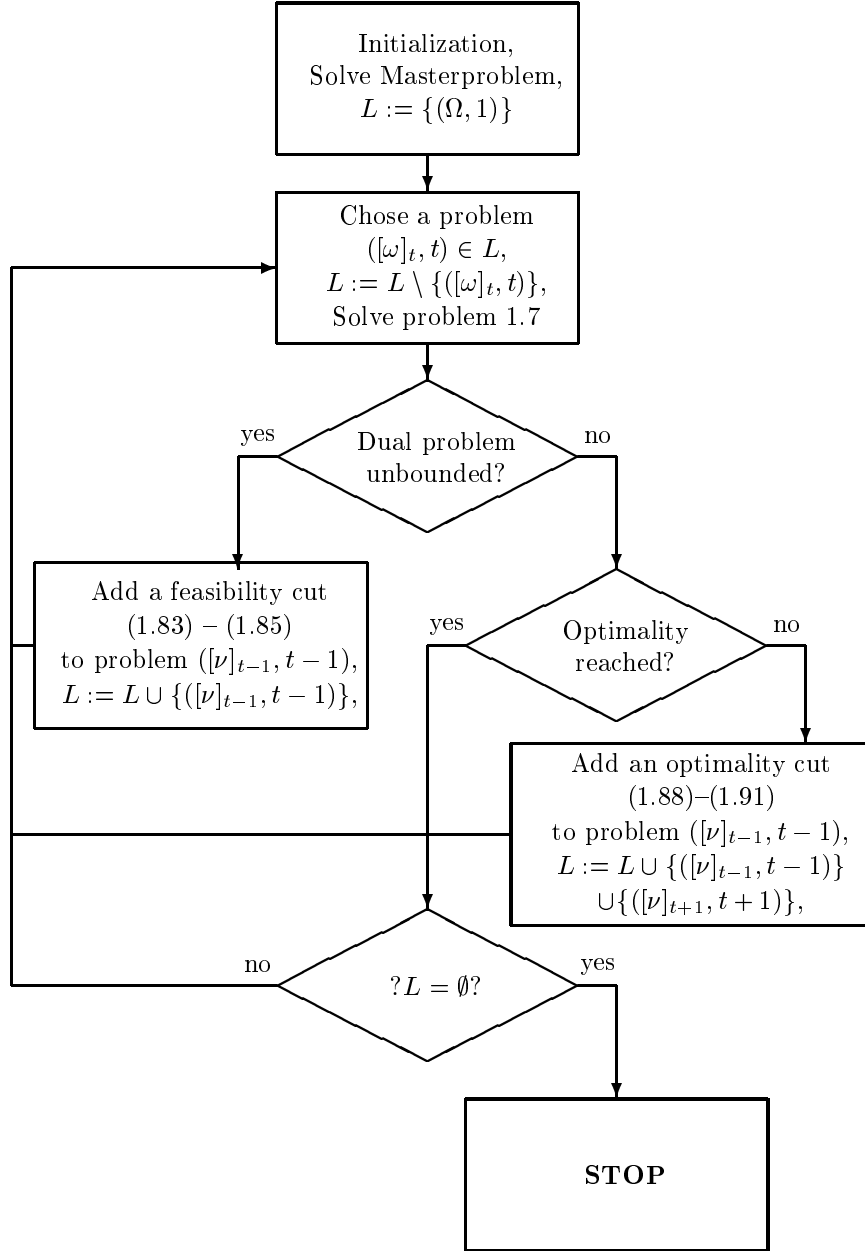 Initialization,
Solve Masterproblem,
L := {(Ω, 1)}
Chose a problem
([ω]ₜ, t) ∈ L,
L := L \ {([ω]ₜ, t)},
Solve problem 1.7
yes
Dual problem
unbounded?
no
Add a feasibility cut
(1.83) – (1.85)
to problem ([ν]ₜ₋₁, t − 1),
L := L ∪ {([ν]ₜ₋₁, t − 1)},
yes
Optimality
reached?
no
Add an optimality cut
(1.88)–(1.91)
to problem ([ν]ₜ₋₁, t − 1),
L := L ∪ {([ν]ₜ₋₁, t − 1)}
∪{([ν]ₜ₊₁, t + 1)},
no
?L = ∅?
yes
STOP